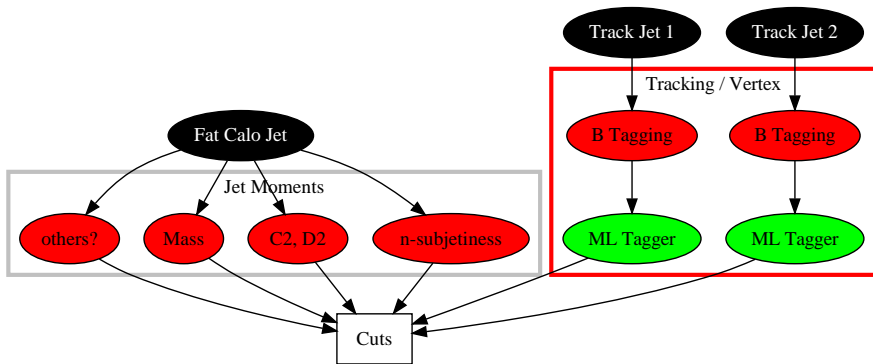 Track Jet 1
Track Jet 2
Tracking / Vertex
Fat Calo Jet
B Tagging
B Tagging
Jet Moments
others?
Mass
C2, D2
n-subjetiness
ML Tagger
ML Tagger
Cuts